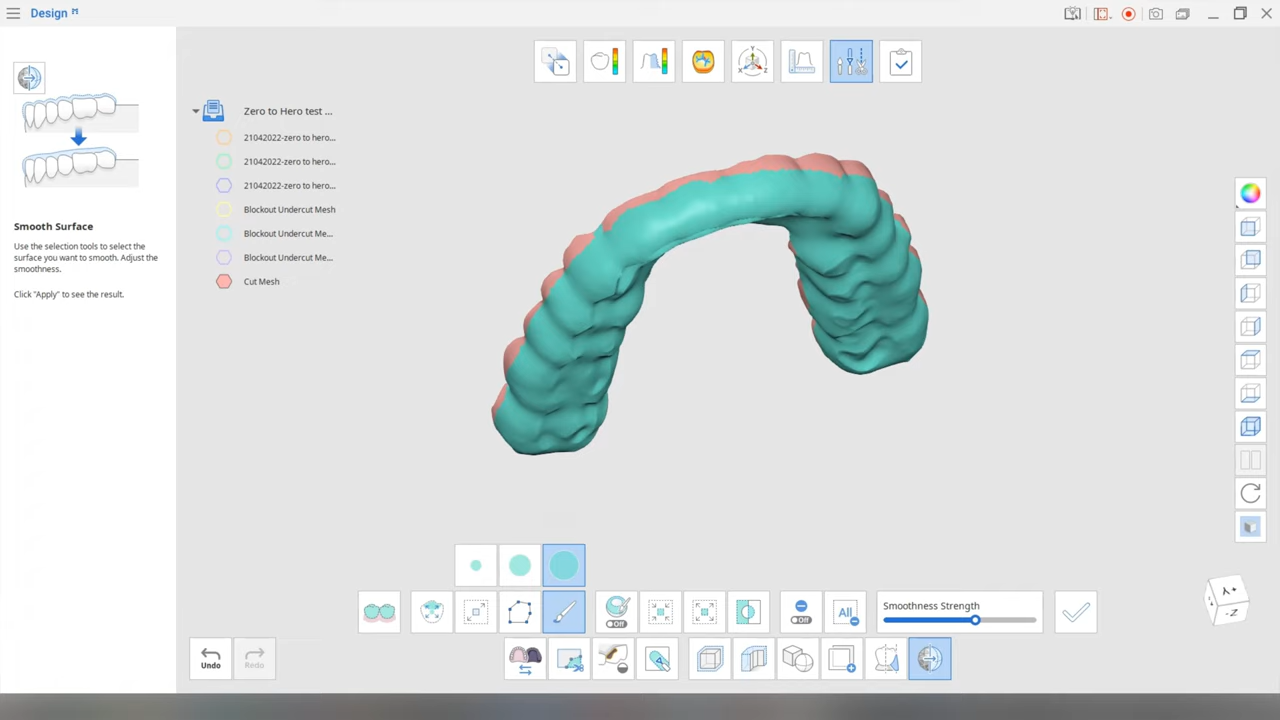 Design
Smooth Surface
Use the selection tools to select the
surface you want to smooth. Adjust the
smoothness.
Click "Apply" to see the result.
Zero to Hero test ...
21042022-zero to hero...
21042022-zero to hero...
21042022-zero to hero...
Blockout Undercut Mesh
Blockout Undercut Me...
Blockout Undercut Me...
Cut Mesh
Y
X
Z
Off
Off
All
Smoothness Strength
Undo
Redo
+Y
-Z